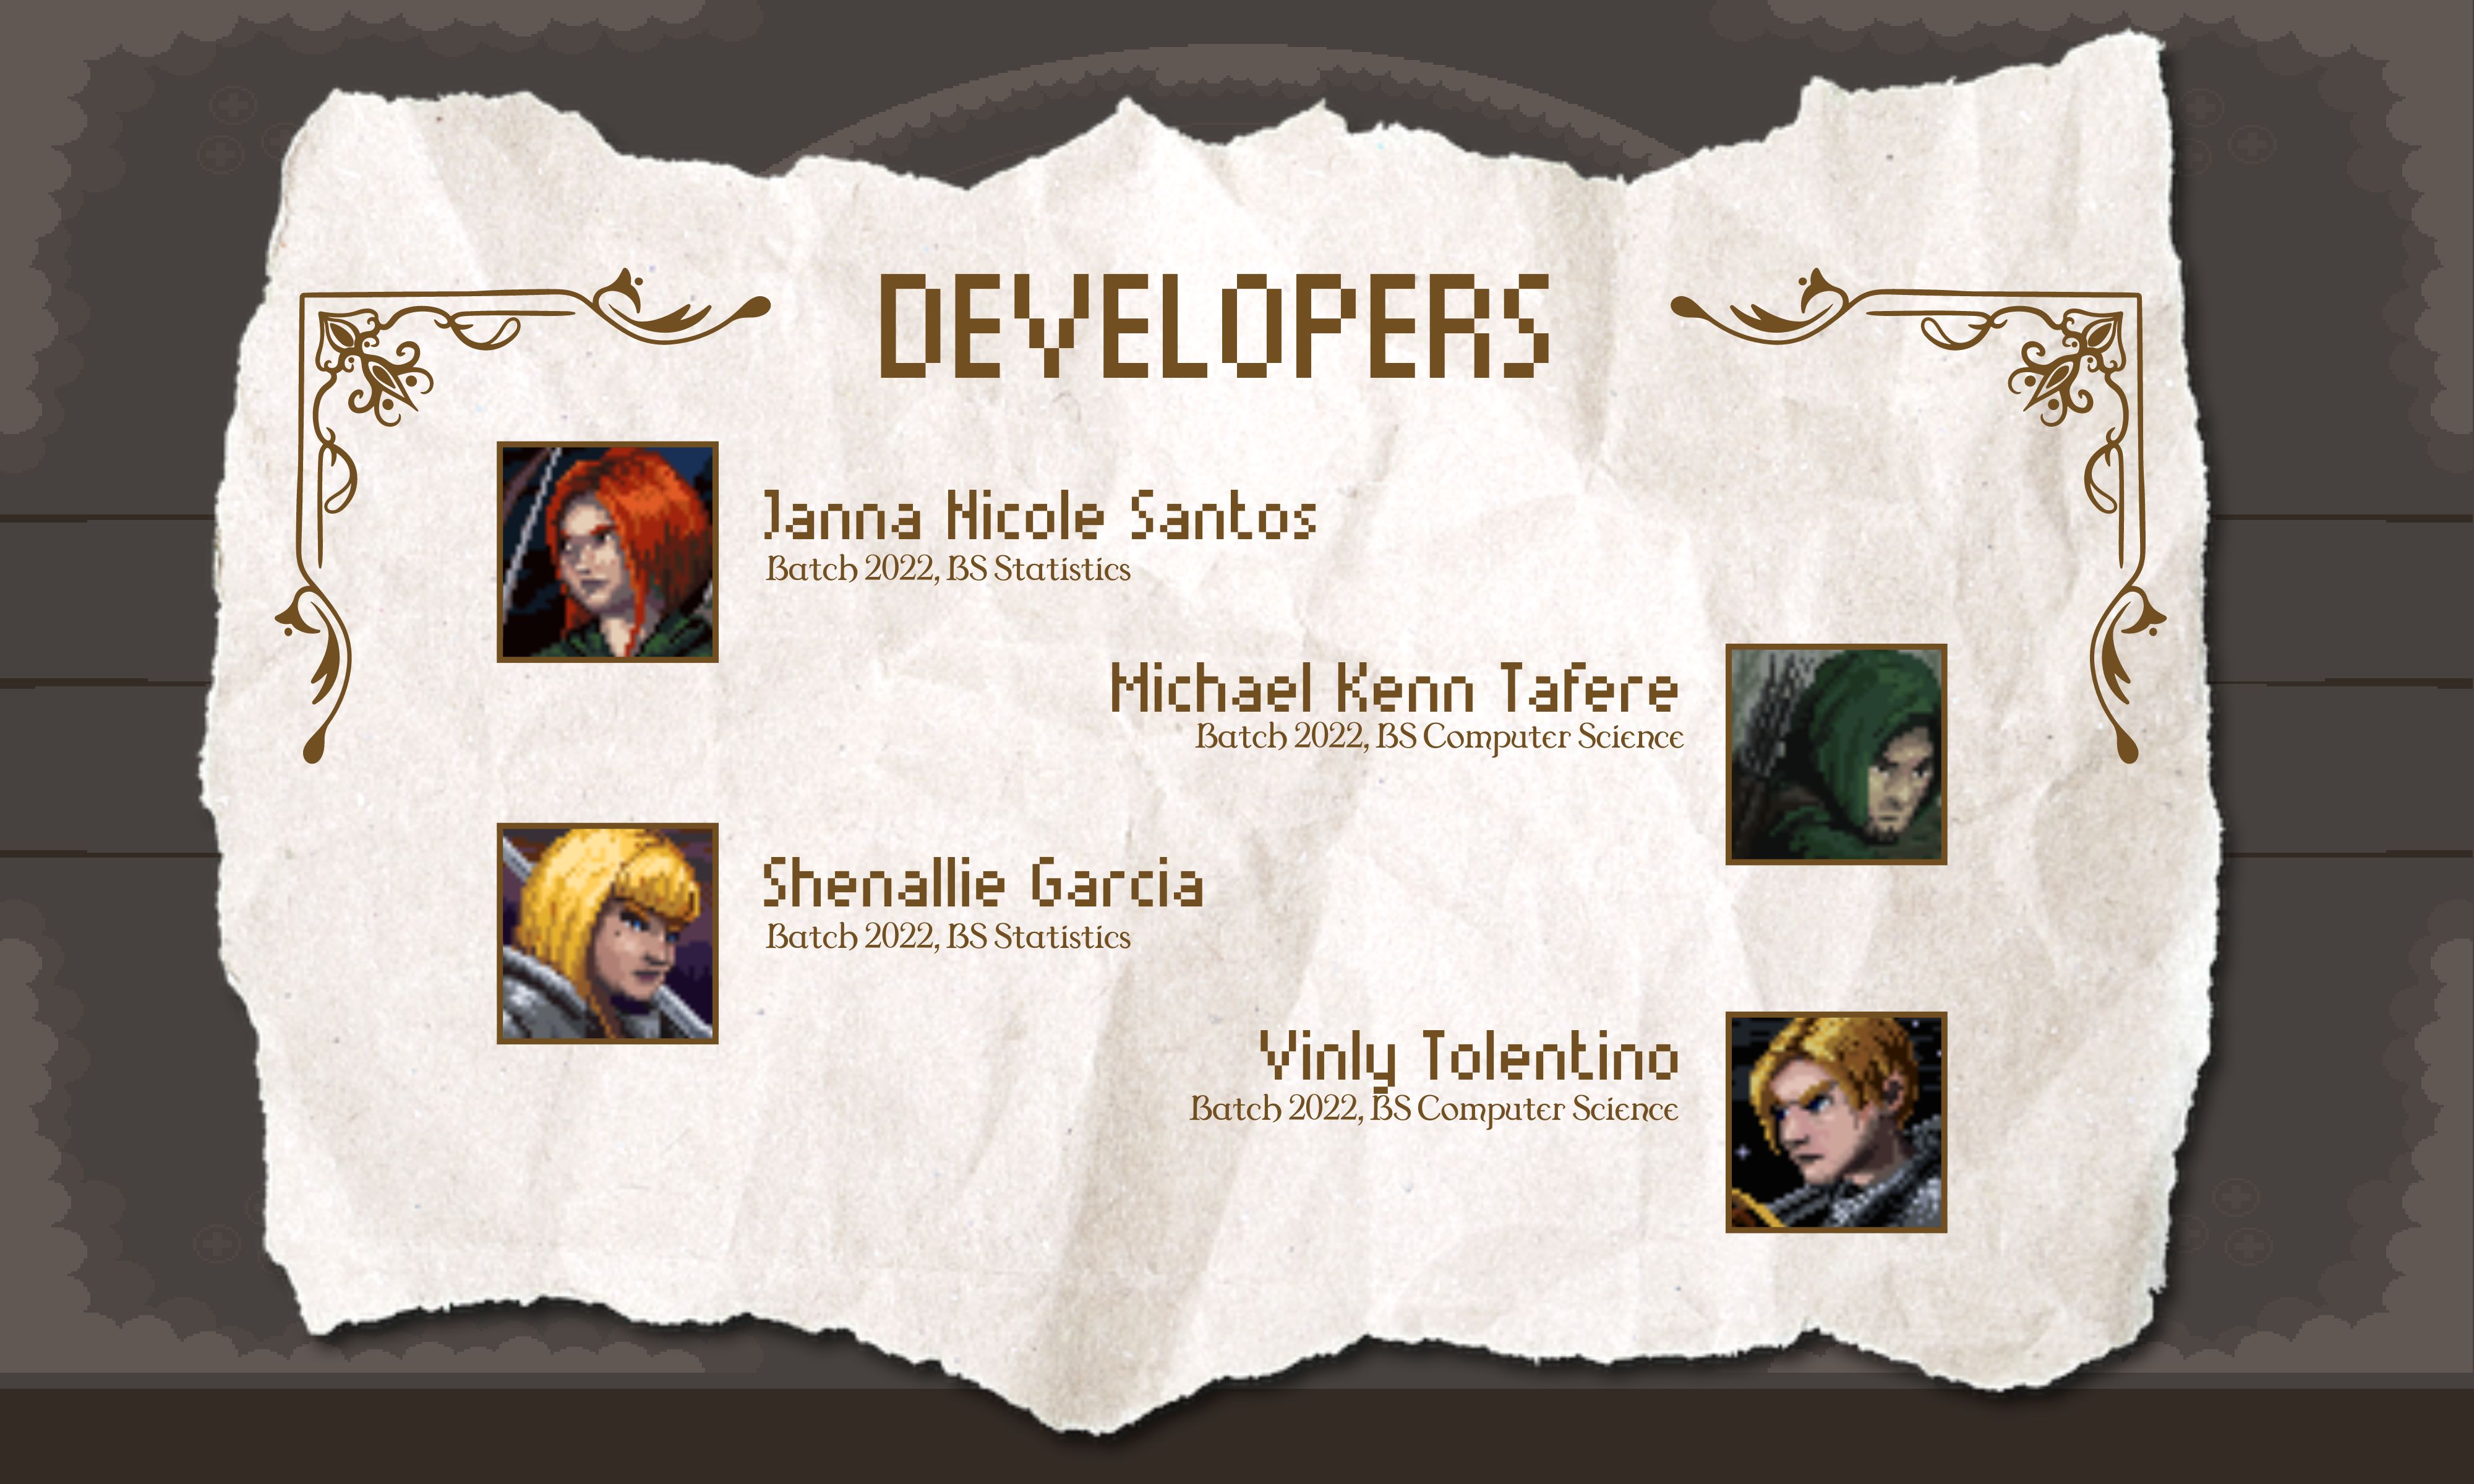 DEVELOPERS
Janna Nicole Santos
Batch 2022, BS Statistics
Michael Kenn Tafere
Batch 2022, BS Computer Science
Shenallie Garcia
Batch 2022, BS Statistics
Vinly Tolentino
Batch 2022, BS Computer Science